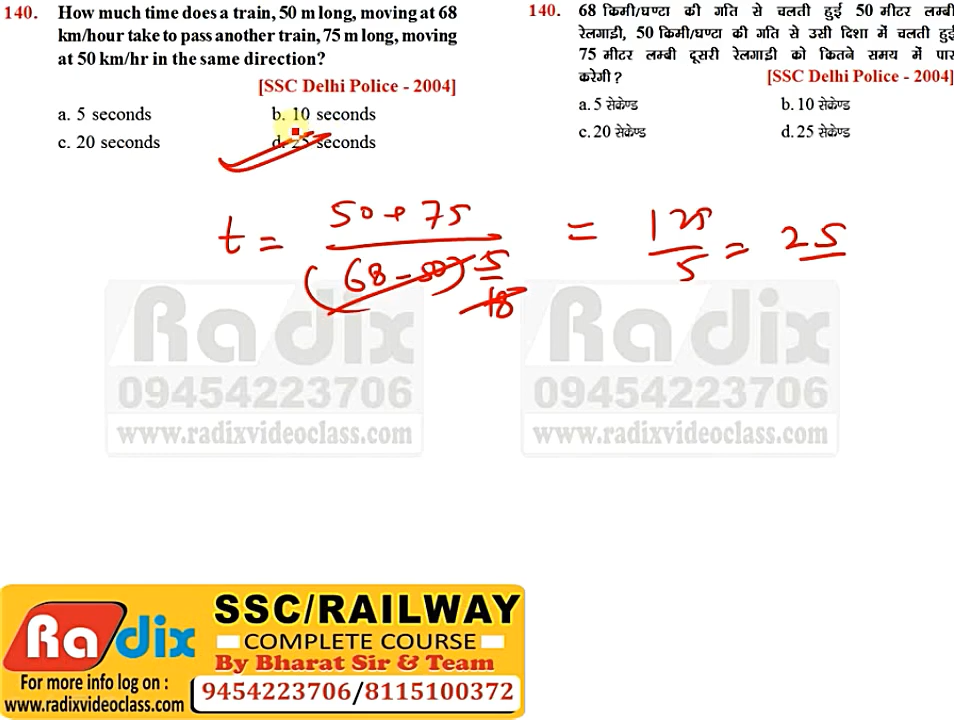 140. How much time does a train, 50 m long, moving at 68
km/hour take to pass another train, 75 m long, moving
at 50 km/hr in the same direction?
[SSC Delhi Police - 2004]
a. 5 seconds b. 10 seconds
c. 20 seconds d. 25 seconds
140. 68 किमी/घण्टा की गति से चलती हुई 50 मीटर लम्बी
रेलगाड़ी, 50 किमी/घण्टा की गति से उसी दिशा में चलती हुई
75 मीटर लम्बी दूसरी रेलगाड़ी को कितने समय में पार
करेगी ? [SSC Delhi Police - 2004]
a. 5 सेकेण्ड b. 10 सेकेण्ड
c. 20 सेकेण्ड d. 25 सेकेण्ड
t = 50 + 75 / (68 - 50) 5/18 = 125/5 = 25
Radix
09454223706
www.radixvideoclass.com
Radix
09454223706
www.radixvideoclass.com
Radix
For more info log on :
www.radixvideoclass.com
SSC/RAILWAY
COMPLETE COURSE
By Bharat Sir & Team
9454223706/8115100372